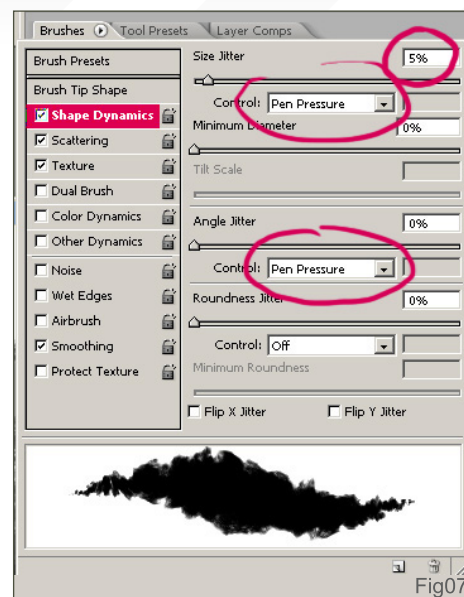 Brushes Tool Presets Layer Comps
Brush Presets
Brush Tip Shape
Shape Dynamics
Scattering
Texture
Dual Brush
Color Dynamics
Other Dynamics
Noise
Wet Edges
Airbrush
Smoothing
Protect Texture
Size Jitter 5%
Control: Pen Pressure
Minimum Diameter 0%
Tilt Scale
Angle Jitter 0%
Control: Pen Pressure
Roundness Jitter 0%
Control: Off
Minimum Roundness
Flip X Jitter Flip Y Jitter
Fig07